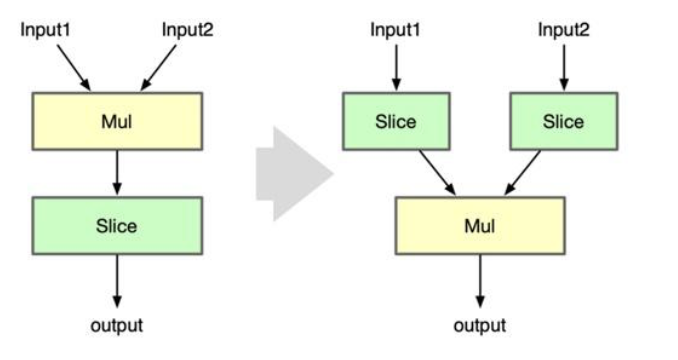 Input1 Input2
Mul
Slice
output
Input1 Input2
Slice Slice
Mul
output